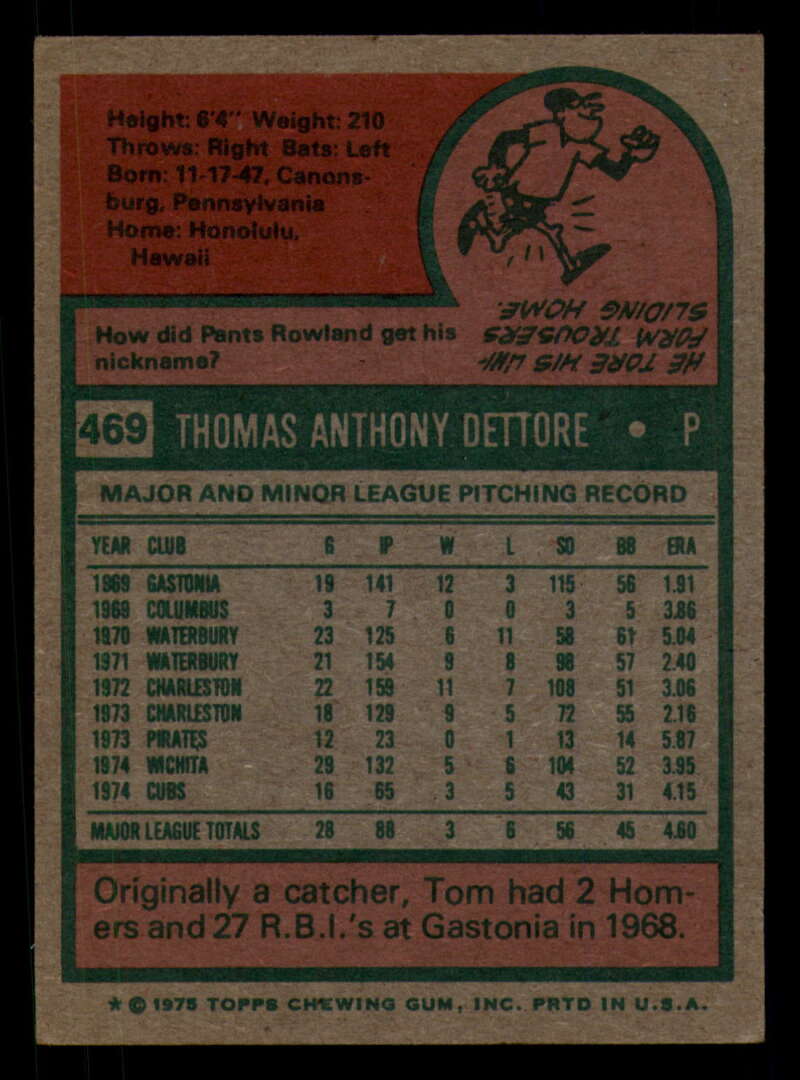 Height: 6'4" Weight: 210
Throws: Right Bats: Left
Born: 11-17-47, Canons-
burg, Pennsylvania
Home: Honolulu,
Hawaii
How did Pants Rowland get his
nickname?
HE TORE HIS UNI-
FORM TROUSERS
SLIDING HOME.
469 THOMAS ANTHONY DETTORE • P
MAJOR AND MINOR LEAGUE PITCHING RECORD
YEAR CLUB G IP W L SO BB ERA
1969 GASTONIA 19 141 12 3 115 56 1.91
1969 COLUMBUS 3 7 0 0 3 5 3.86
1970 WATERBURY 23 125 6 11 58 61 5.04
1971 WATERBURY 21 154 9 8 98 57 2.40
1972 CHARLESTON 22 159 11 7 108 51 3.06
1973 CHARLESTON 18 129 9 5 72 55 2.16
1973 PIRATES 12 23 0 1 13 14 5.87
1974 WICHITA 29 132 5 6 104 52 3.95
1974 CUBS 16 65 3 5 43 31 4.15
MAJOR LEAGUE TOTALS 28 88 3 6 56 45 4.60
Originally a catcher, Tom had 2 Hom-
ers and 27 R.B.I.'s at Gastonia in 1968.
* © 1975 TOPPS CHEWING GUM, INC. PRTD IN U.S.A.